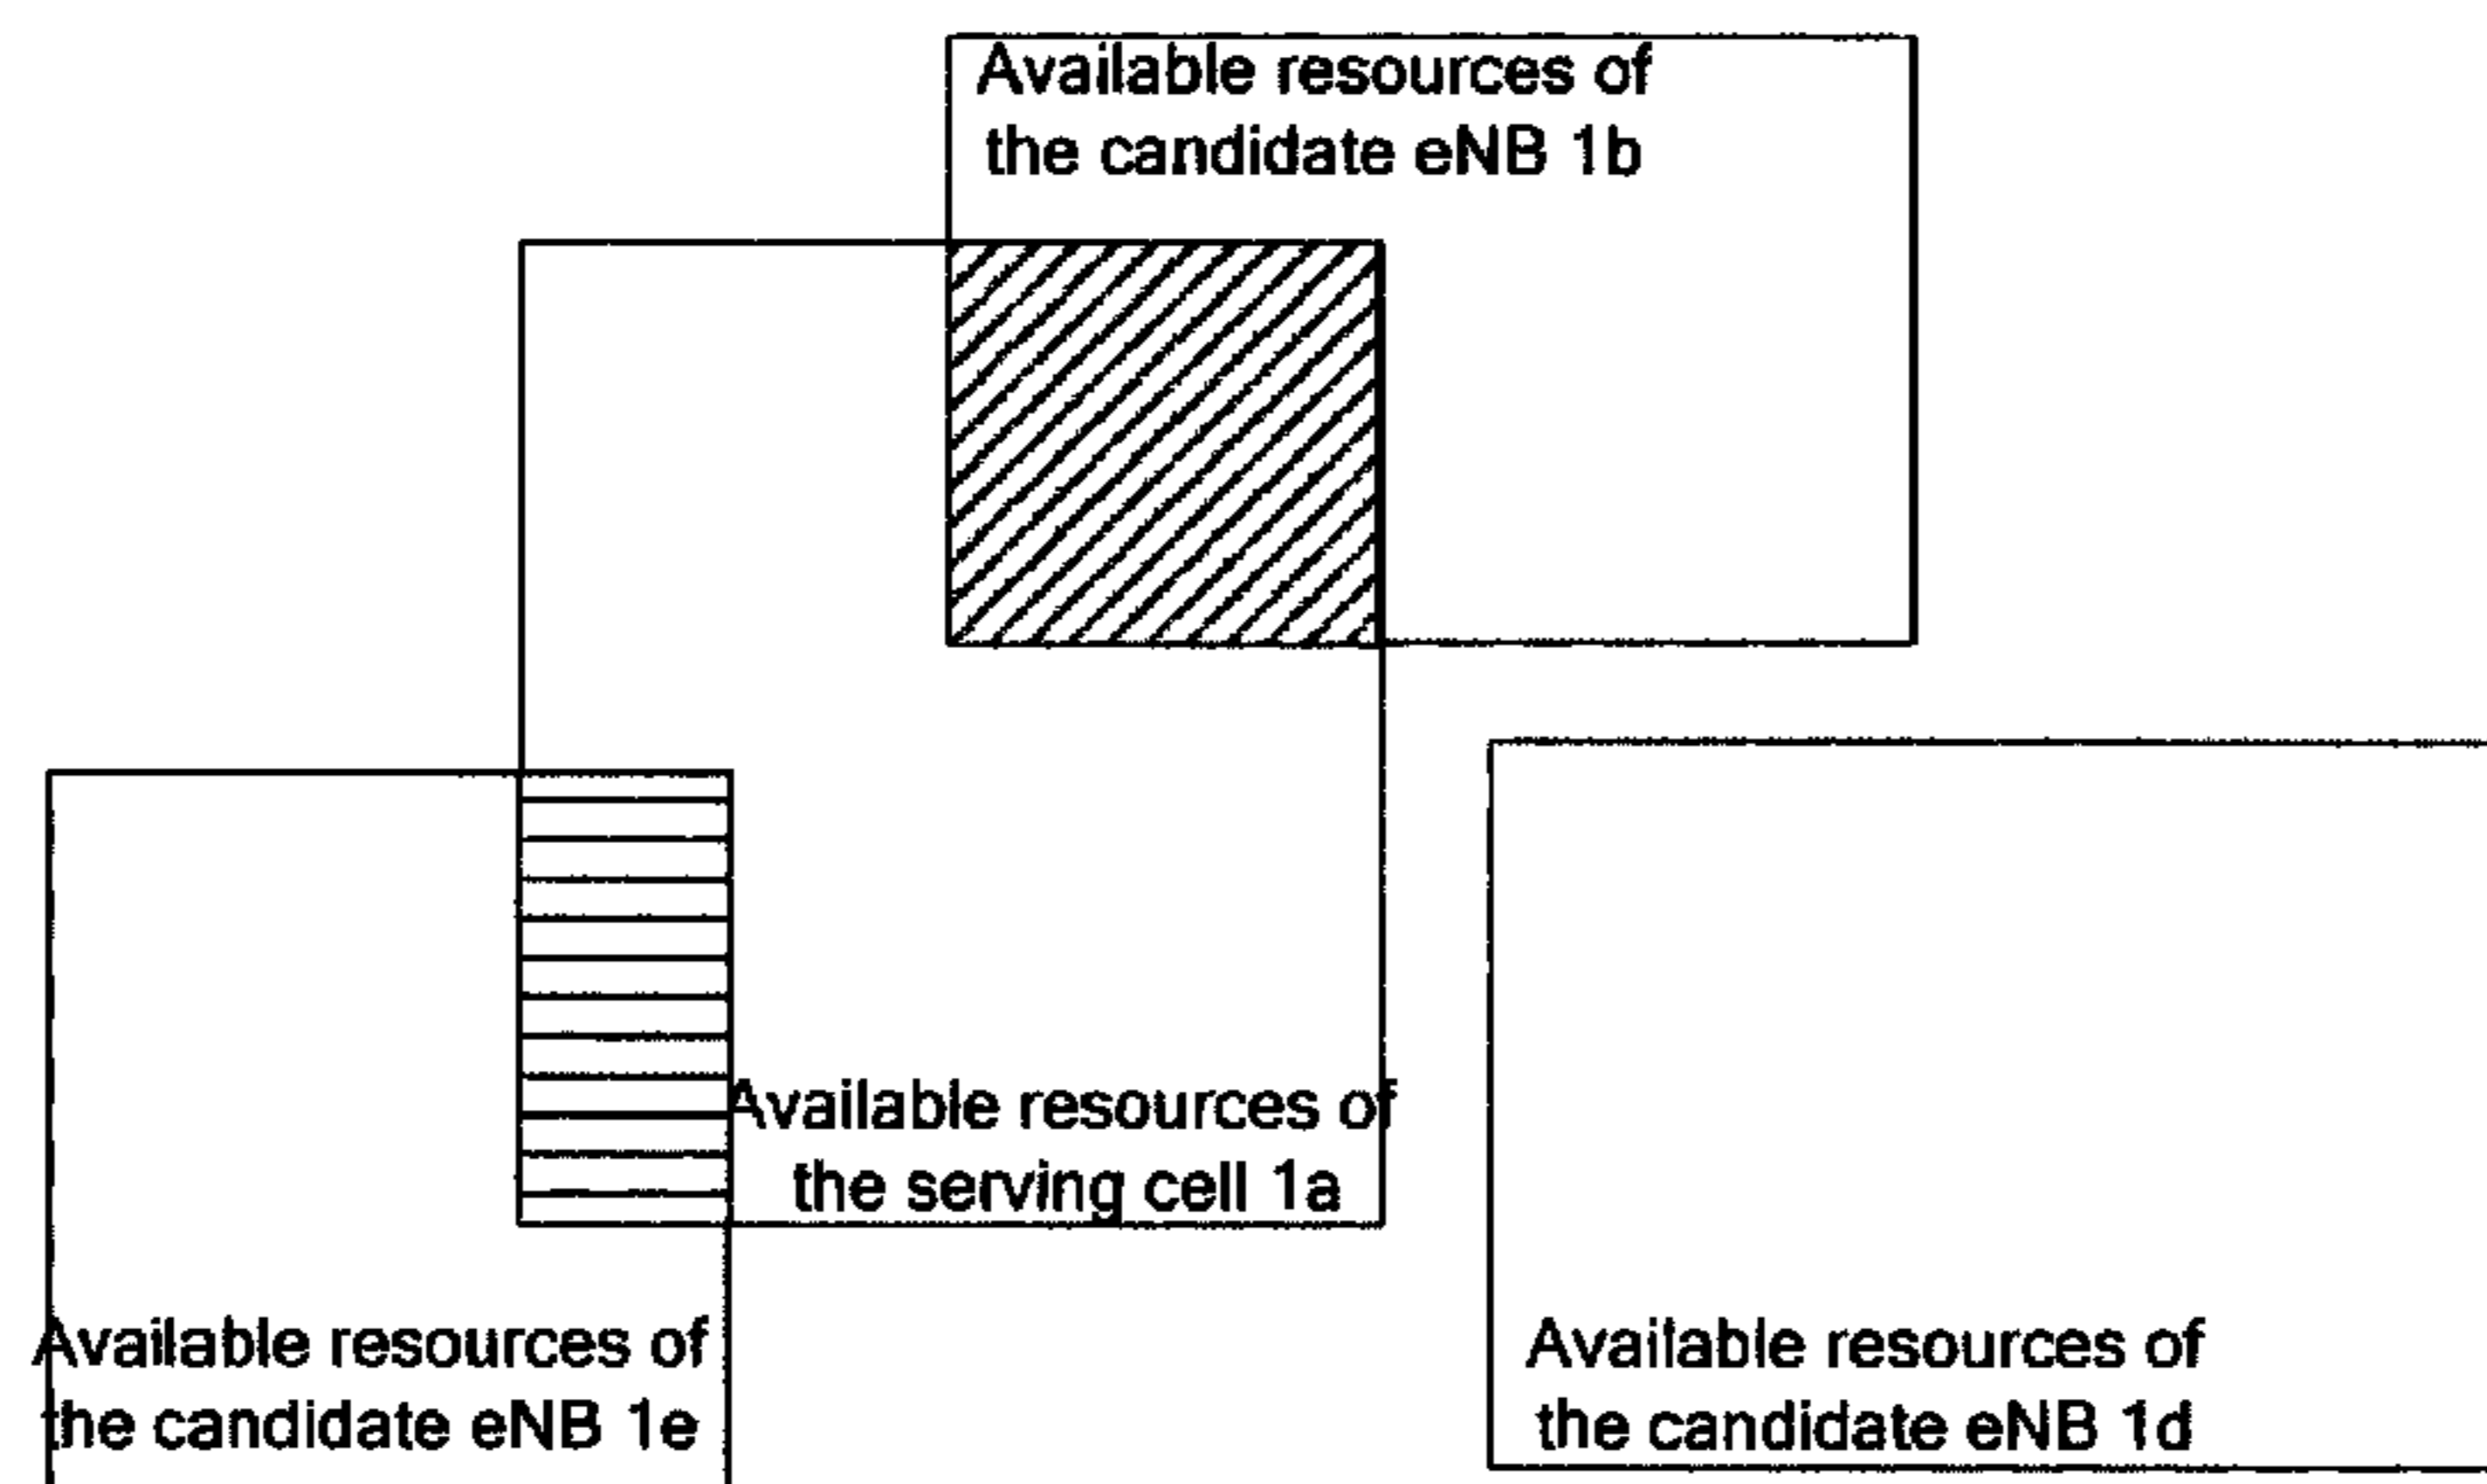 Available resources of
the candidate eNB 1b
Available resources of
the serving cell 1a
Available resources of
the candidate eNB 1e
Available resources of
the candidate eNB 1d